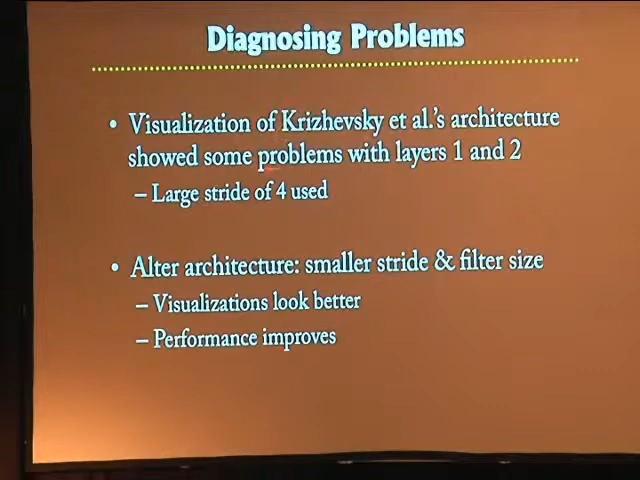 Diagnosing Problems
• Visualization of Krizhevsky et al.'s architecture
showed some problems with layers 1 and 2
– Large stride of 4 used
• Alter architecture: smaller stride & filter size
– Visualizations look better
– Performance improves